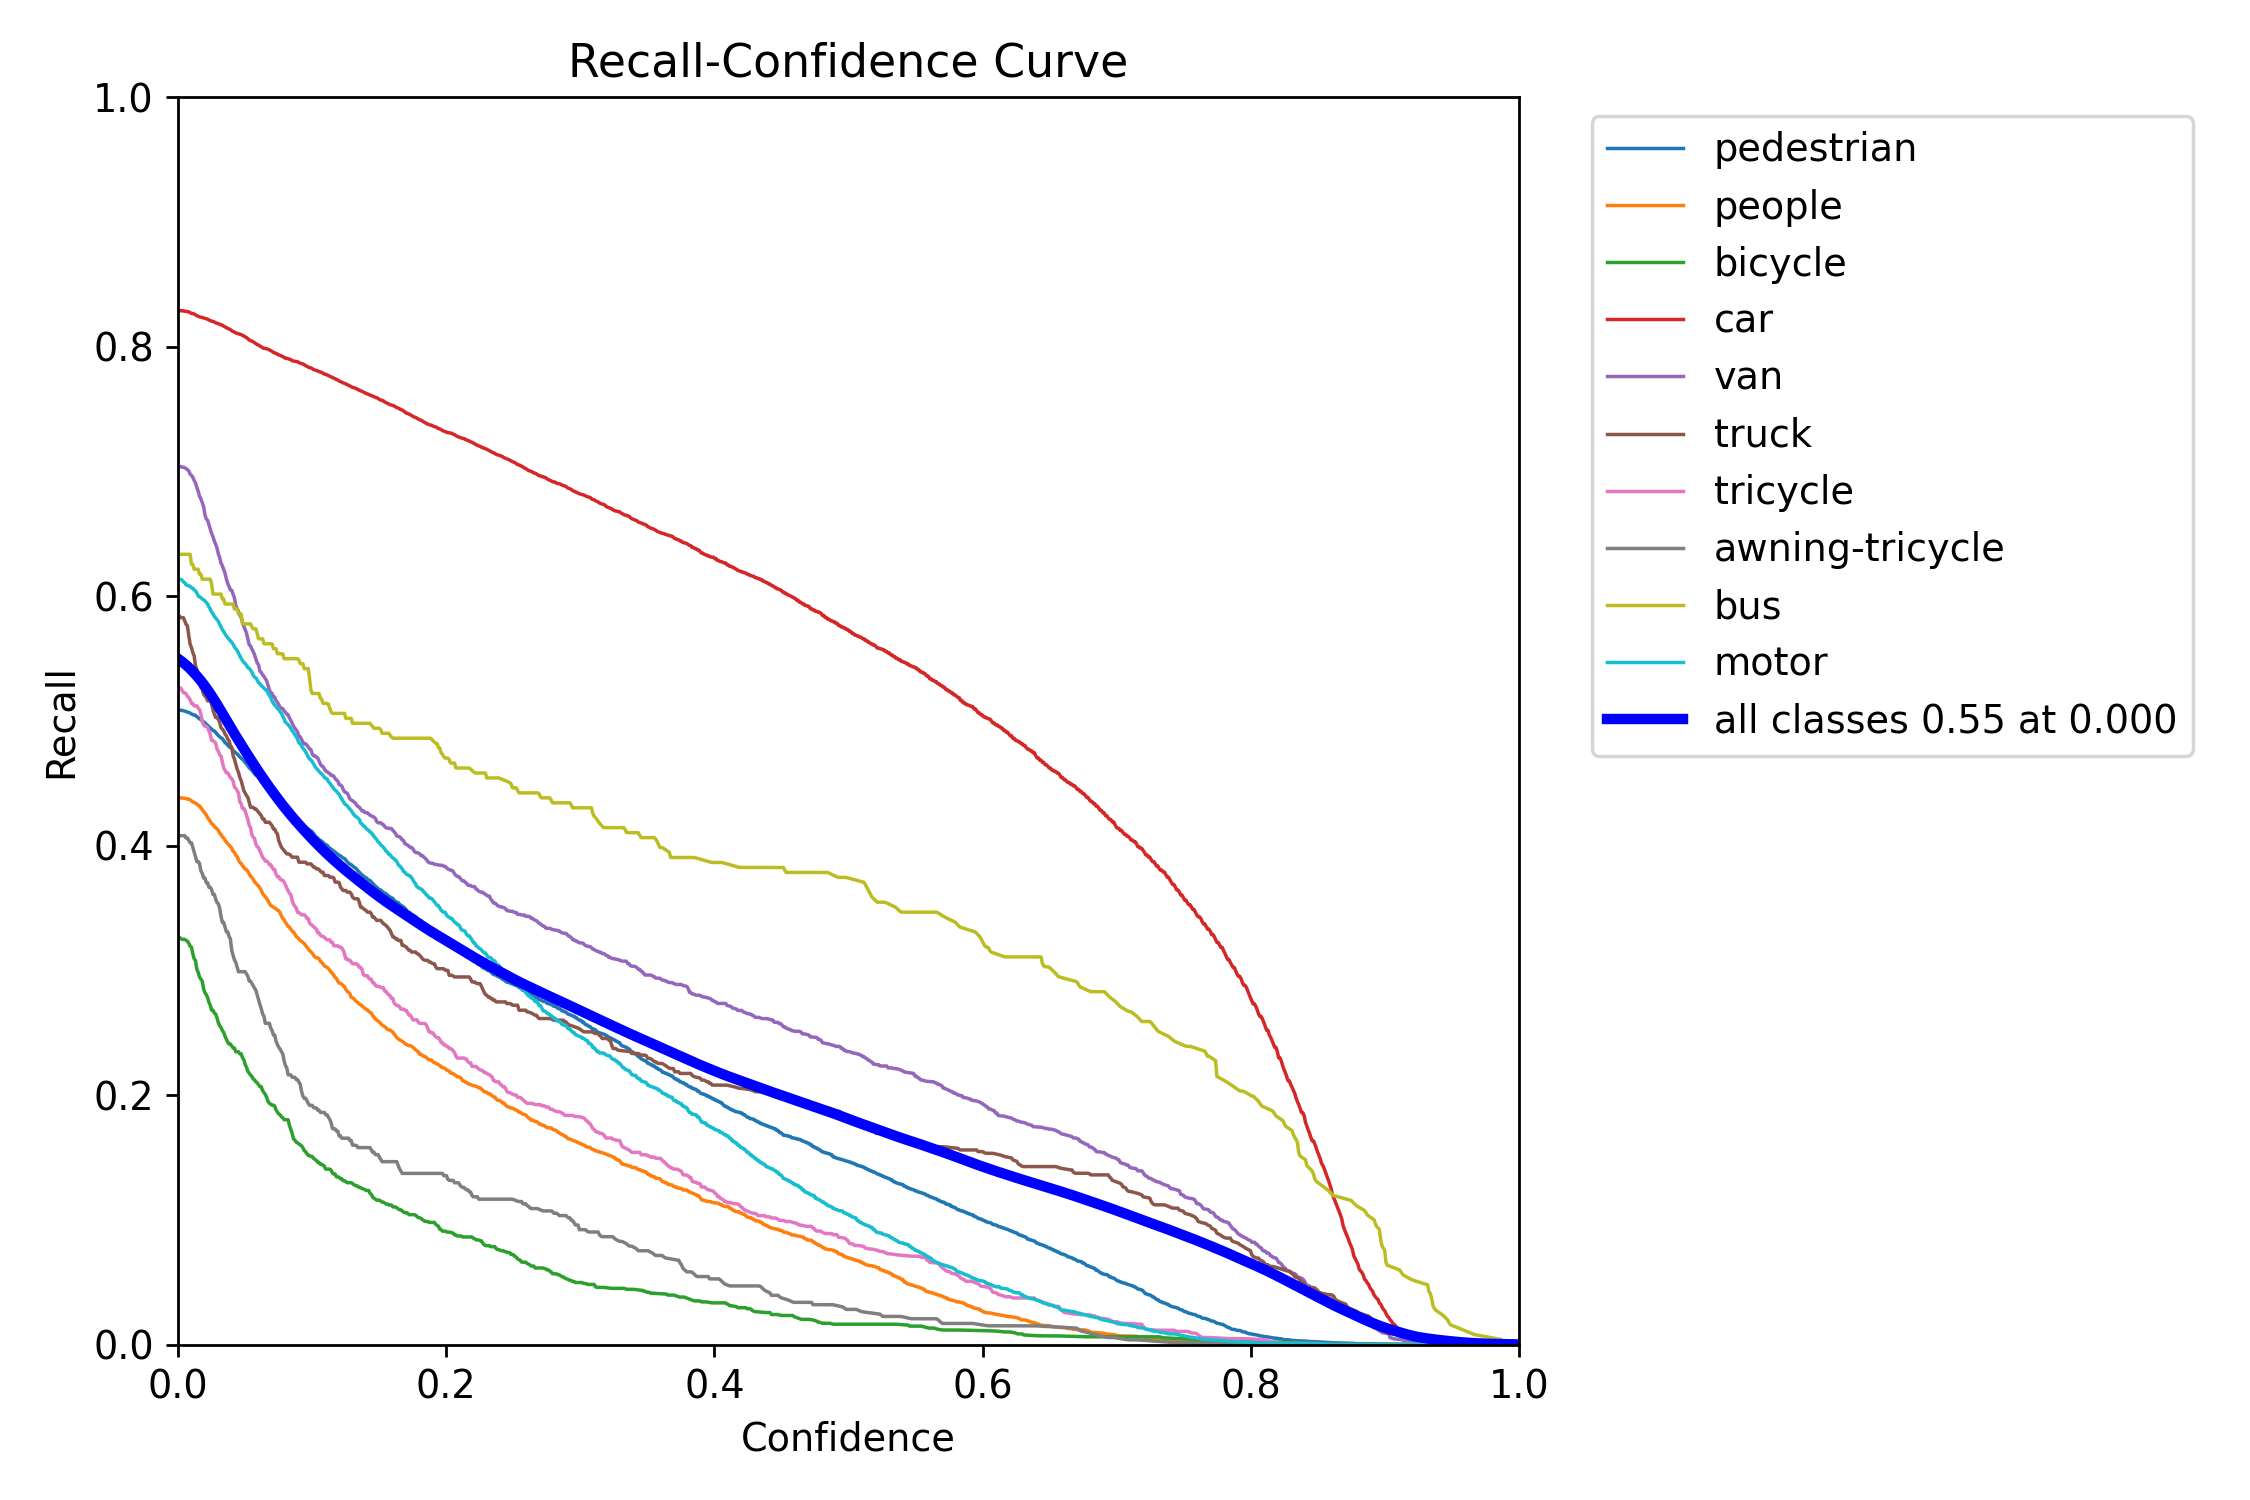 Recall-Confidence Curve
1.0
0.8
0.6
0.4
0.2
0.0
Recall
0.0 0.2 0.4 0.6 0.8 1.0
Confidence
pedestrian
people
bicycle
car
van
truck
tricycle
awning-tricycle
bus
motor
all classes 0.55 at 0.000